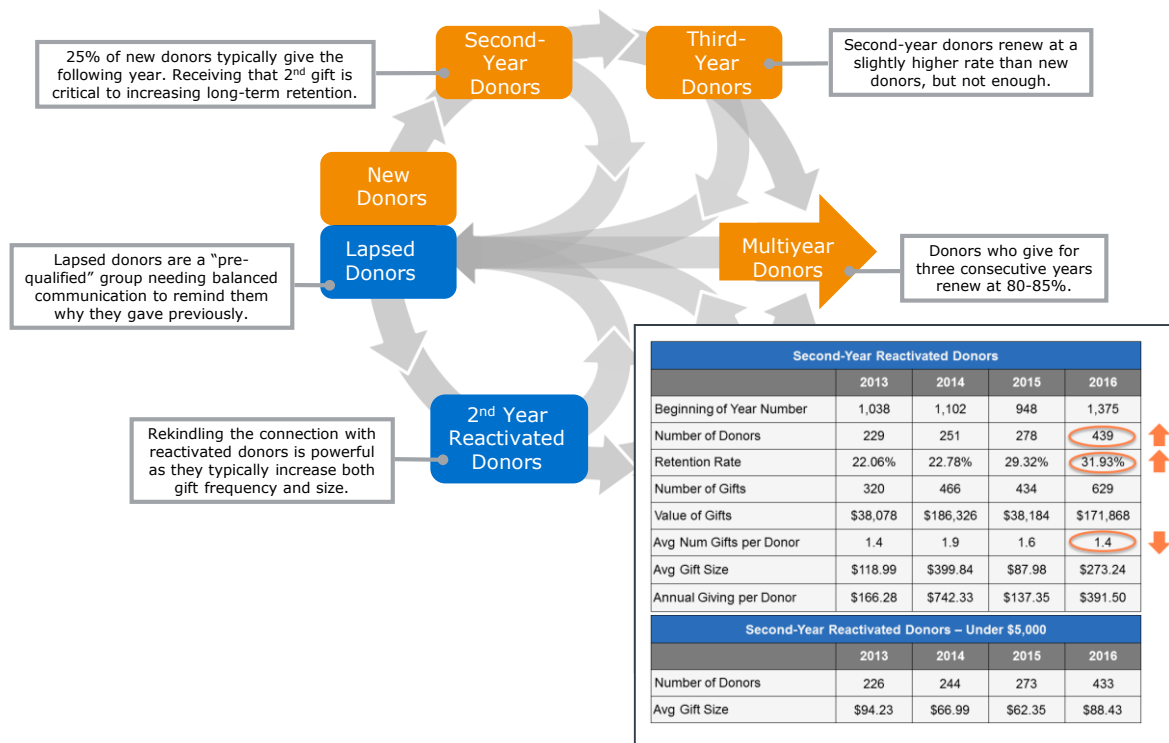 25% of new donors typically give the
following year. Receiving that 2nd gift is
critical to increasing long-term retention.
Second-
Year
Donors
Third-
Year
Donors
Second-year donors renew at a
slightly higher rate than new
donors, but not enough.
New
Donors
Lapsed
Donors
Lapsed donors are a “pre-
qualified” group needing balanced
communication to remind them
why they gave previously.
Multiyear
Donors
Donors who give for
three consecutive years
renew at 80-85%.
2nd Year
Reactivated
Donors
Rekindling the connection with
reactivated donors is powerful
as they typically increase both
gift frequency and size.
Second-Year Reactivated Donors
2013 2014 2015 2016
Beginning of Year Number 1,038 1,102 948 1,375
Number of Donors 229 251 278 439
Retention Rate 22.06% 22.78% 29.32% 31.93%
Number of Gifts 320 466 434 629
Value of Gifts $38,078 $186,326 $38,184 $171,868
Avg Num Gifts per Donor 1.4 1.9 1.6 1.4
Avg Gift Size $118.99 $399.84 $87.98 $273.24
Annual Giving per Donor $166.28 $742.33 $137.35 $391.50
Second-Year Reactivated Donors – Under $5,000
2013 2014 2015 2016
Number of Donors 226 244 273 433
Avg Gift Size $94.23 $66.99 $62.35 $88.43